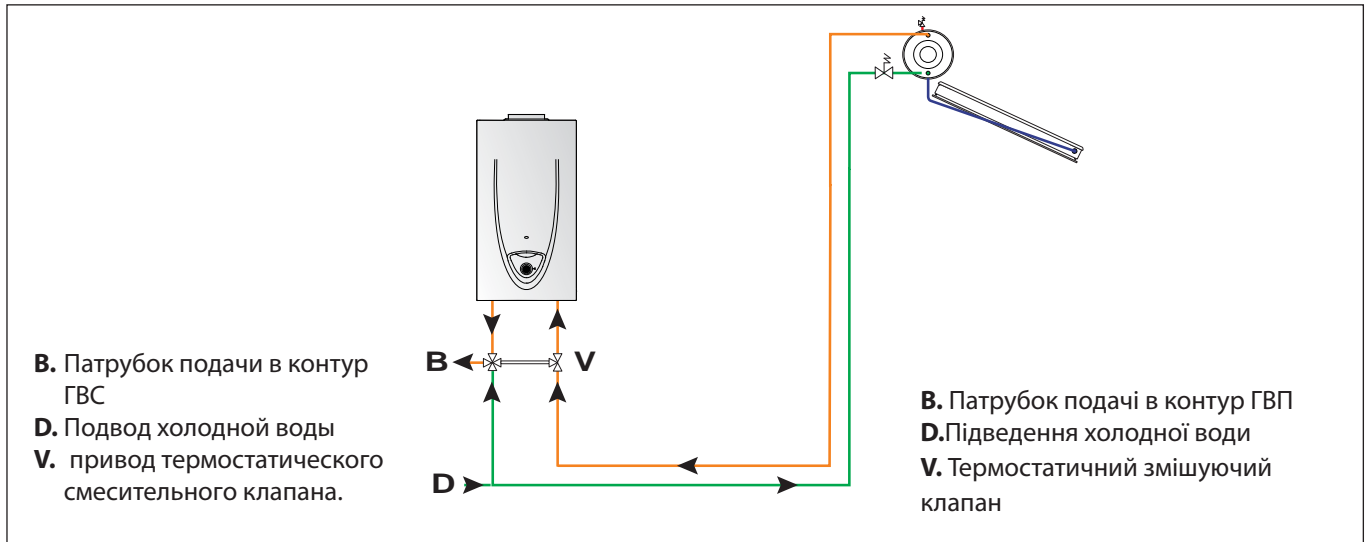 B
V
D
B. Патрубок подачи в контур
ГВС
D. Подвод холодной воды
V. привод термостатического
смесительного клапана.
B. Патрубок подачі в контур ГВП
D.Підведення холодної води
V. Термостатичний змішуючий
клапан